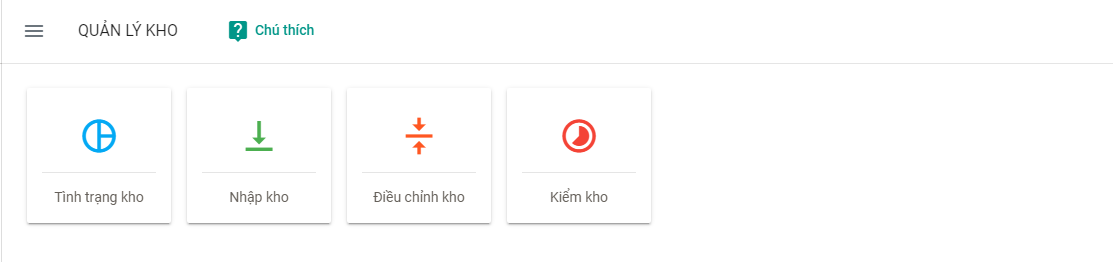 QUẢN LÝ KHO
Chú thích
Tình trạng kho
Nhập kho
Điều chỉnh kho
Kiểm kho